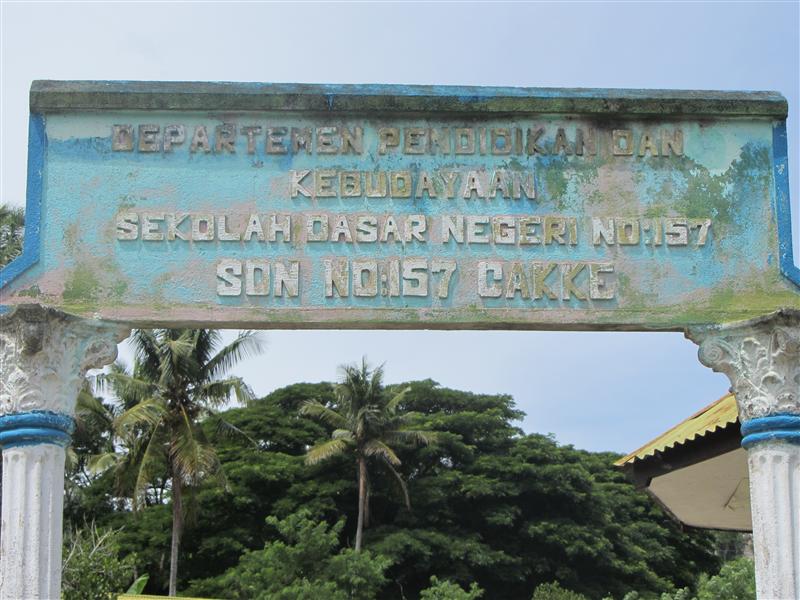 DEPARTEMEN PENDIDIKAN DAN
KEBUDAYAAN
SEKOLAH DASAR NEGERI NO:157
SDN NO:157 CAKKE